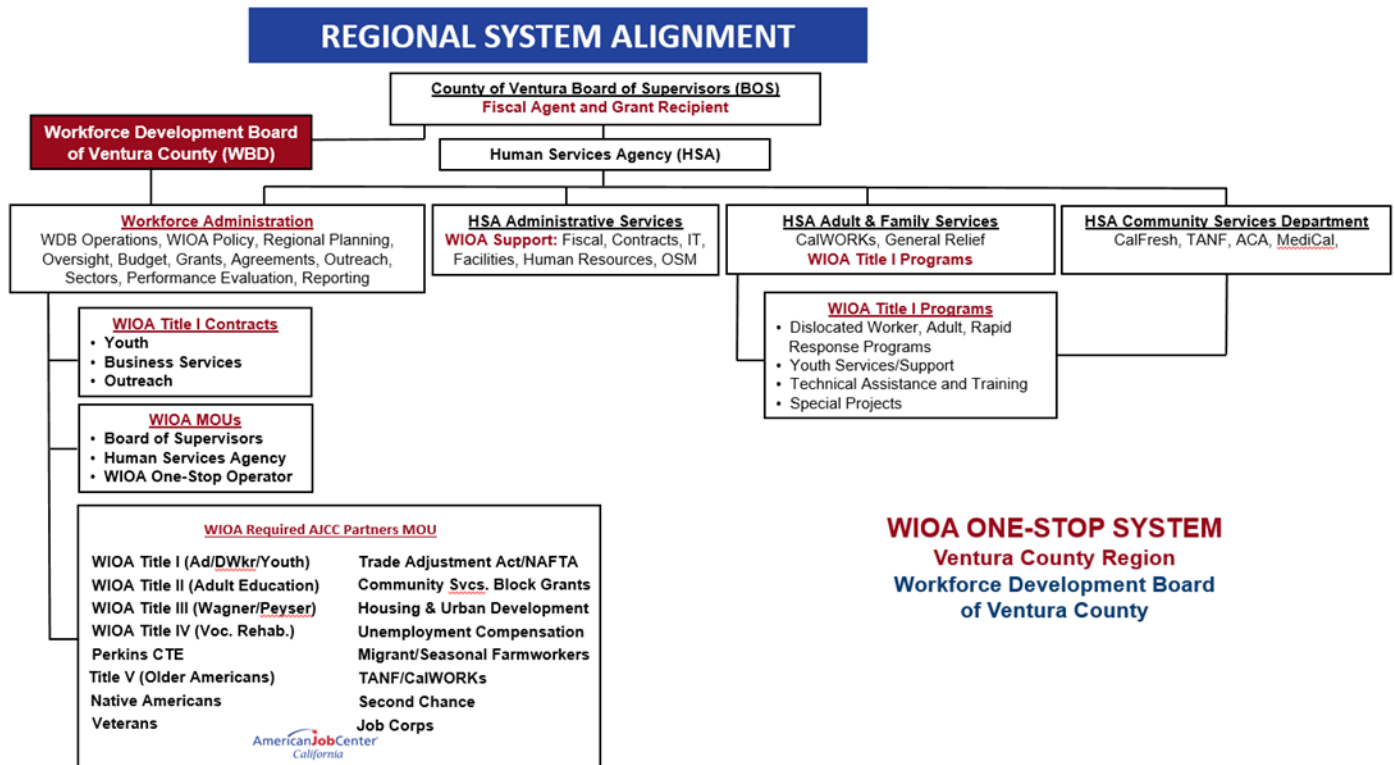 REGIONAL SYSTEM ALIGNMENT
County of Ventura Board of Supervisors (BOS)
Fiscal Agent and Grant Recipient
Workforce Development Board
of Ventura County (WBD)
Human Services Agency (HSA)
Workforce Administration
WDB Operations, WIOA Policy, Regional Planning,
Oversight, Budget, Grants, Agreements, Outreach,
Sectors, Performance Evaluation, Reporting
HSA Administrative Services
WIOA Support: Fiscal, Contracts, IT,
Facilities, Human Resources, OSM
HSA Adult & Family Services
CalWORKs, General Relief
WIOA Title I Programs
HSA Community Services Department
CalFresh, TANF, ACA, MediCal,
WIOA Title I Contracts
• Youth
• Business Services
• Outreach
WIOA Title I Programs
• Dislocated Worker, Adult, Rapid
Response Programs
• Youth Services/Support
• Technical Assistance and Training
• Special Projects
WIOA MOUs
• Board of Supervisors
• Human Services Agency
• WIOA One-Stop Operator
WIOA Required AJCC Partners MOU
WIOA Title I (Ad/DWkr/Youth)
WIOA Title II (Adult Education)
WIOA Title III (Wagner/Peyser)
WIOA Title IV (Voc. Rehab.)
Perkins CTE
Title V (Older Americans)
Native Americans
Veterans
Trade Adjustment Act/NAFTA
Community Svcs. Block Grants
Housing & Urban Development
Unemployment Compensation
Migrant/Seasonal Farmworkers
TANF/CalWORKs
Second Chance
Job Corps
AmericanJobCenter
California
WIOA ONE-STOP SYSTEM
Ventura County Region
Workforce Development Board
of Ventura County